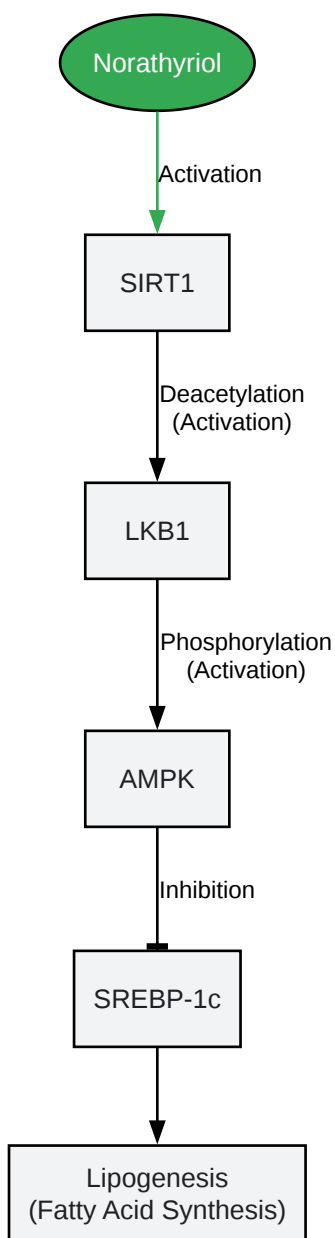 Norathyriol
Activation
SIRT1
Deacetylation
(Activation)
LKB1
Phosphorylation
(Activation)
AMPK
Inhibition
SREBP-1c
Lipogenesis
(Fatty Acid Synthesis)